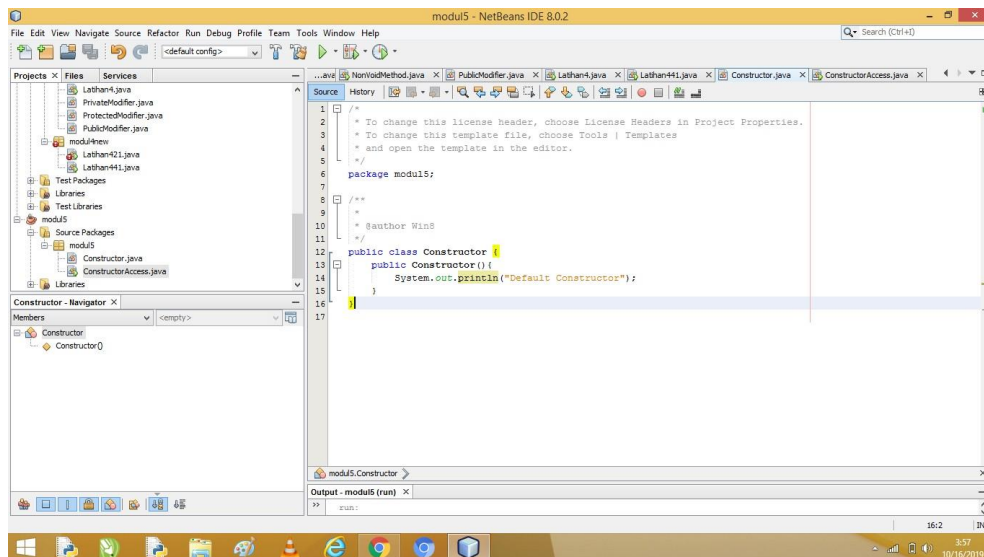 modul5 - NetBeans IDE 8.0.2
File Edit View Navigate Source Refactor Run Debug Profile Team Tools Window Help
Search (Ctrl+I)
<default config>
Projects Files Services
Latihan4.java
PrivateModifier.java
ProtectedModifier.java
PublicModifier.java
modul4new
Latihan421.java
Latihan441.java
Test Packages
Libraries
Test Libraries
modul5
Source Packages
modul5
Constructor.java
ConstructorAccess.java
Libraries
Constructor - Navigator
Members <empty>
Constructor
Constructor()
...ava NonVoidMethod.java PublicModifier.java Latihan4.java Latihan441.java Constructor.java ConstructorAccess.java
Source History
1 /*
2 * To change this license header, choose License Headers in Project Properties.
3 * To change this template file, choose Tools | Templates
4 * and open the template in the editor.
5 */
6 package modul5;
7
8 /**
9 *
10 * @author Win8
11 */
12 public class Constructor {
13 public Constructor(){
14 System.out.println("Default Constructor");
15 }
16 }
17
modul5.Constructor
Output - modul5 (run)
run:
16:2 IN
3:57
10/16/2019